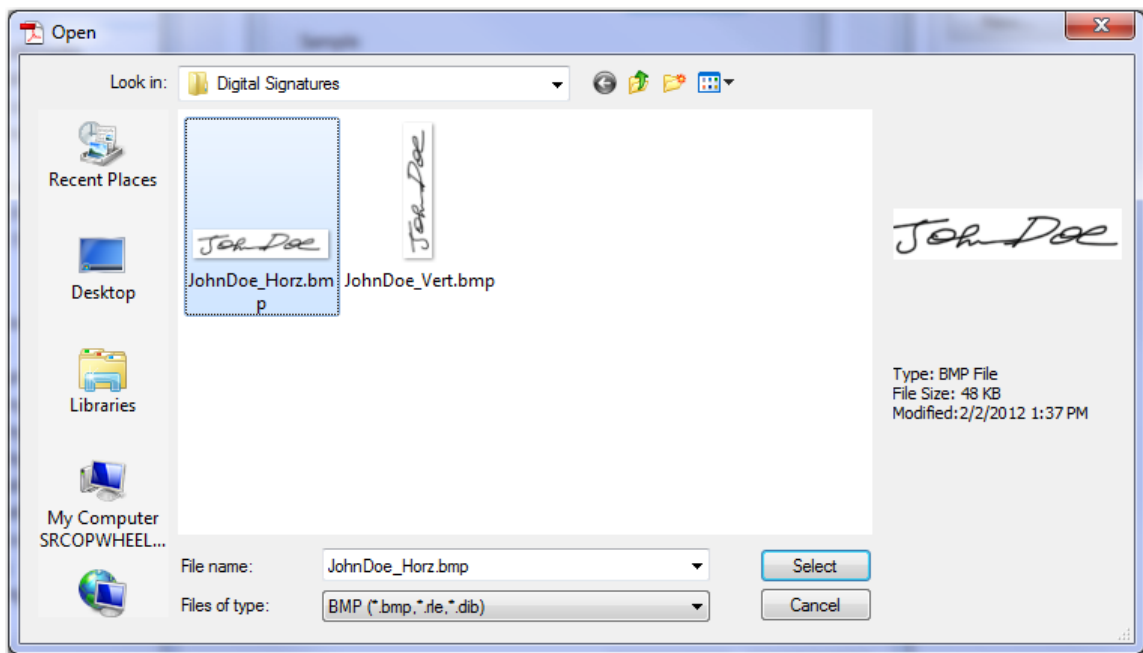 Open
Sample
Look in: Digital Signatures
Recent Places
Desktop
Libraries
My Computer
SRCOPWHEEL...
John Doe
JohnDoe_Horz.bm
p
John Doe
JohnDoe_Vert.bmp
John Doe
Type: BMP File
File Size: 48 KB
Modified:2/2/2012 1:37 PM
File name: JohnDoe_Horz.bmp Select
Files of type: BMP (*.bmp,*.rle,*.dib) Cancel